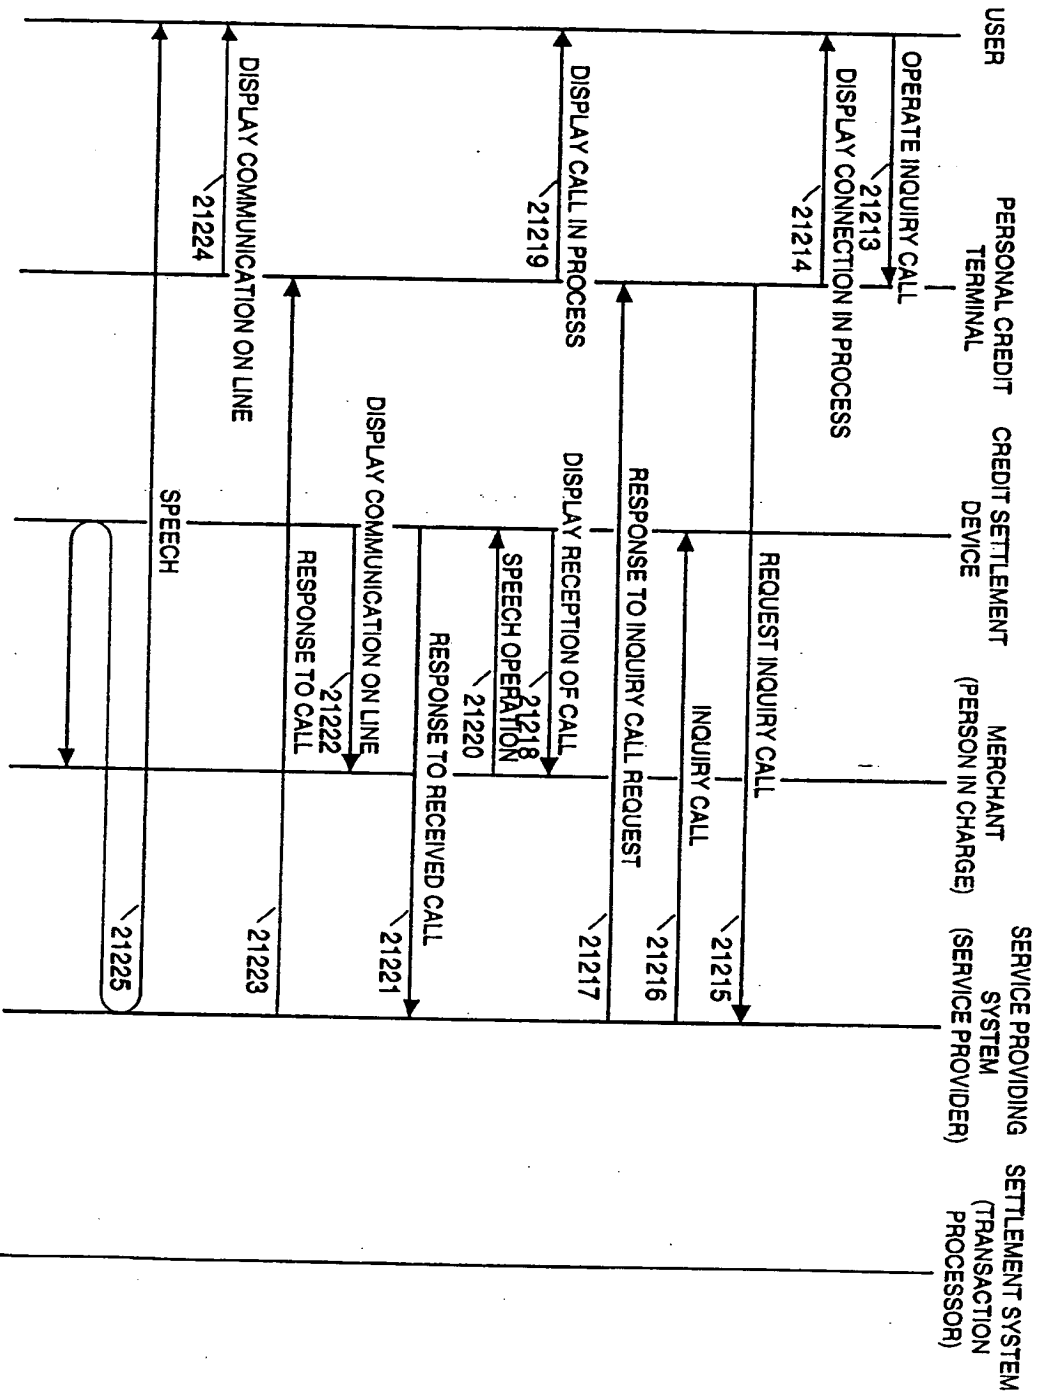 USER
PERSONAL CREDIT
TERMINAL
CREDIT SETTLEMENT
DEVICE
MERCHANT
(PERSON IN CHARGE)
SERVICE PROVIDING
SYSTEM
(SERVICE PROVIDER)
SETTLEMENT SYSTEM
(TRANSACTION
PROCESSOR)
OPERATE INQUIRY CALL
21213
DISPLAY CONNECTION IN PROCESS
21214
REQUEST INQUIRY CALL
21215
INQUIRY CALL
21216
RESPONSE TO INQUIRY CALL REQUEST
21217
DISPLAY RECEPTION OF CALL
21218
DISPLAY CALL IN PROCESS
21219
SPEECH OPERATION
21220
RESPONSE TO RECEIVED CALL
21221
DISPLAY COMMUNICATION ON LINE
21222
RESPONSE TO CALL
21223
DISPLAY COMMUNICATION ON LINE
21224
SPEECH
21225